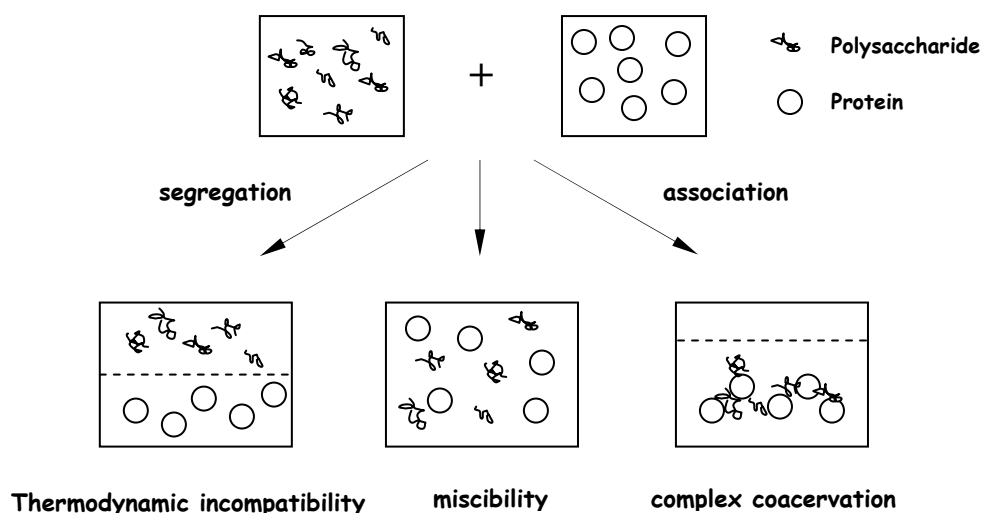 +
Polysaccharide
Protein
segregation
association
Thermodynamic incompatibility
miscibility
complex coacervation